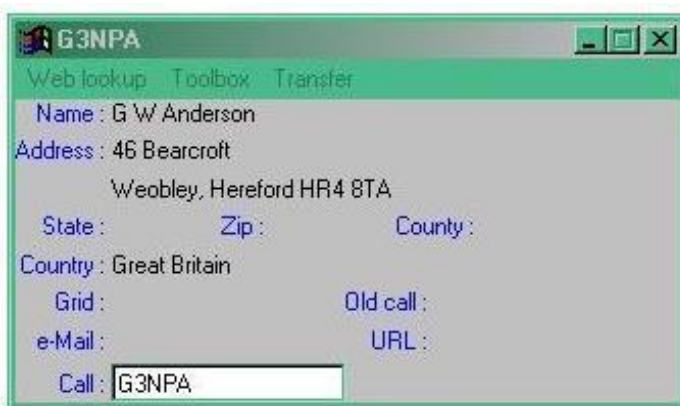 G3NPA
Web lookup Toolbox Transfer
Name : G W Anderson
Address : 46 Bearcroft
Weobley, Hereford HR4 8TA
State : Zip : County :
Country : Great Britain
Grid : Old call :
e-Mail : URL :
Call : G3NPA